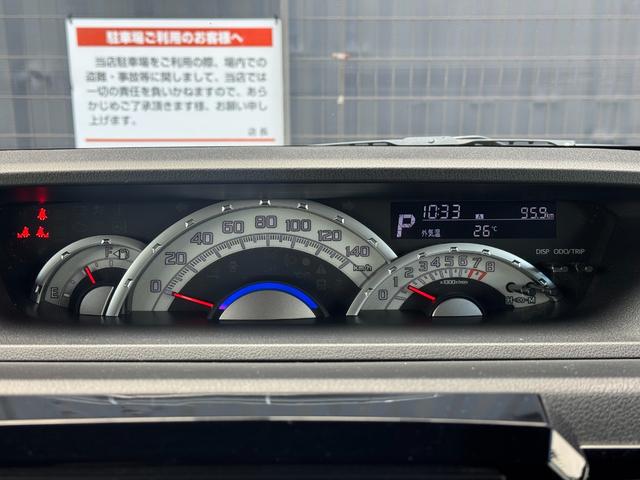 駐車場ご利用のお客様へ
当店駐車場をご利用の際、場内での
盗難・事故等に関しまして、当店では
一切の責任を負いかねますので、あら
かじめご了承頂きます様、お願い申し
上げます。
店 長
P 10:33 95.9 km
外気温 26 ℃
DISP ODO/TRIP
E F
0 20 40 60 80 100 120 140 km/h
0 1 2 3 4 5 6 7 8
×1000r/min